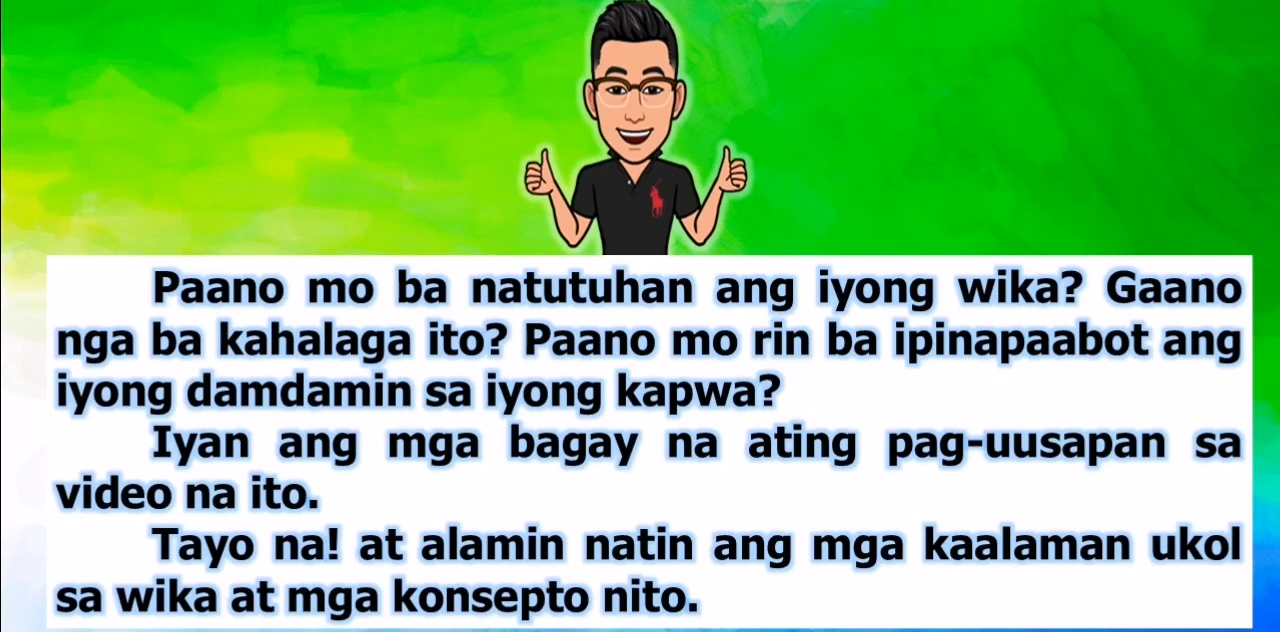 Paano mo ba natutuhan ang iyong wika? Gaano
nga ba kahalaga ito? Paano mo rin ba ipinapaabot ang
iyong damdamin sa iyong kapwa?
Iyan ang mga bagay na ating pag-uusapan sa
video na ito.
Tayo na! at alamin natin ang mga kaalaman ukol
sa wika at mga konsepto nito.